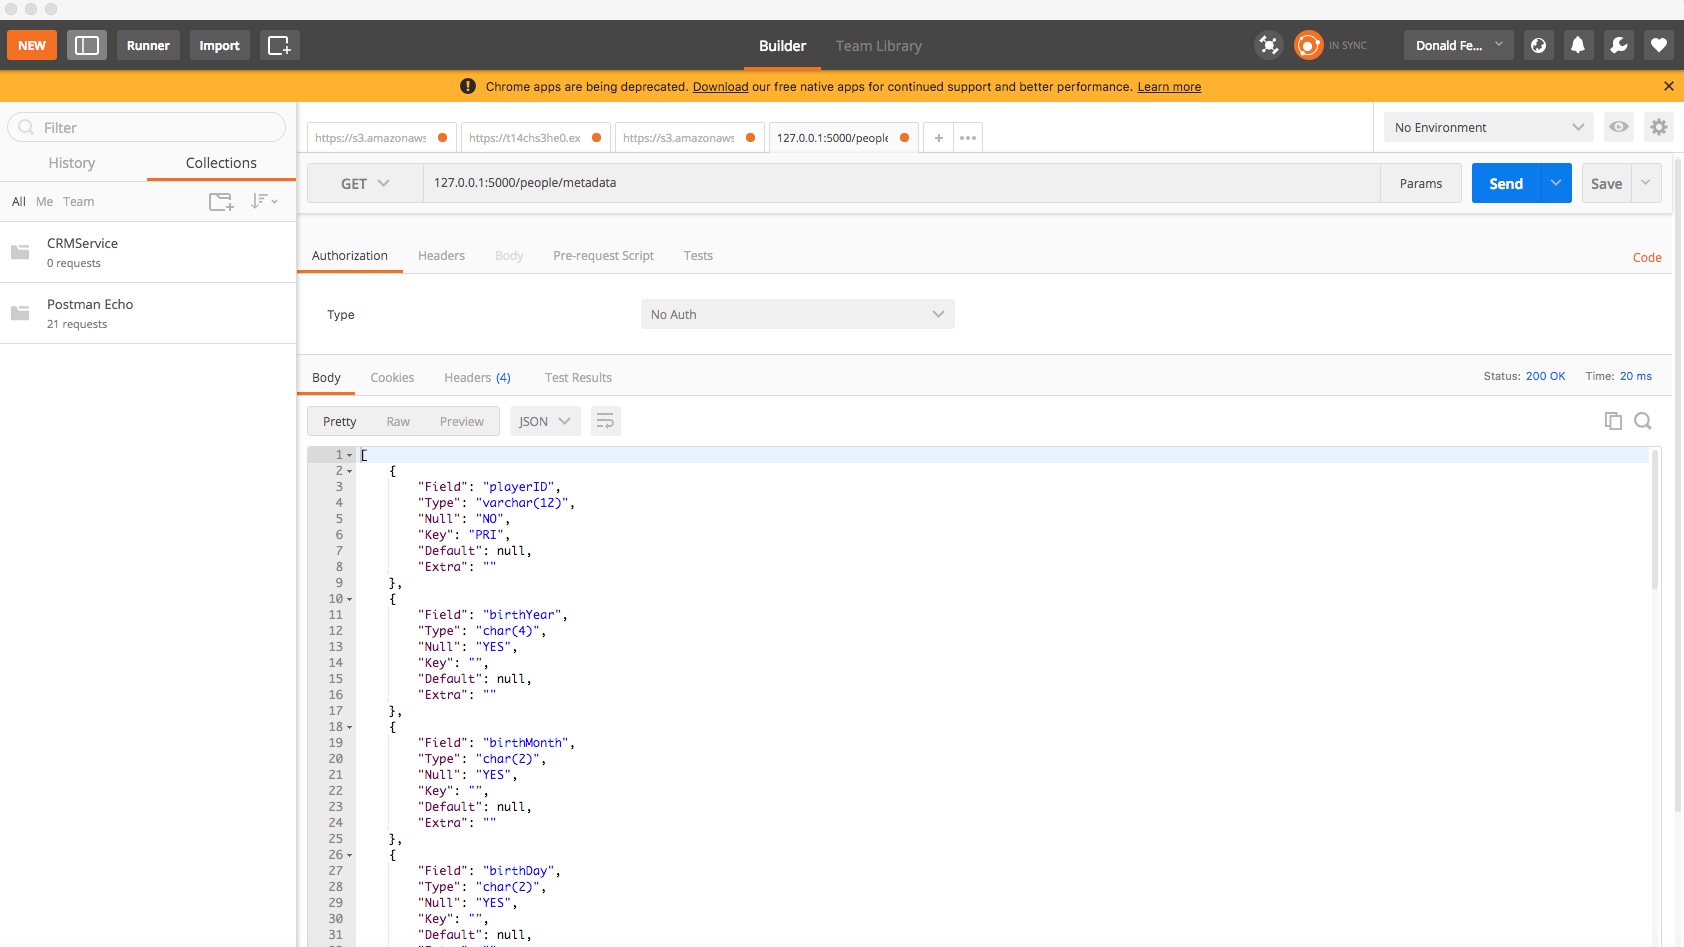 NEW Runner Import Builder Team Library IN SYNC Donald Fe...
Chrome apps are being deprecated. Download our free native apps for continued support and better performance. Learn more
Filter
History Collections
All Me Team
CRMService
0 requests
Postman Echo
21 requests
https://s3.amazonaws https://t14chs3he0.ex https://s3.amazonaws 127.0.0.1:5000/people + ••• No Environment
GET 127.0.0.1:5000/people/metadata Params Send Save
Authorization Headers Body Pre-request Script Tests Code
Type No Auth
Body Cookies Headers (4) Test Results Status: 200 OK Time: 20 ms
Pretty Raw Preview JSON
1 [
2 {
3 "Field": "playerID",
4 "Type": "varchar(12)",
5 "Null": "NO",
6 "Key": "PRI",
7 "Default": null,
8 "Extra": ""
9 },
10 {
11 "Field": "birthYear",
12 "Type": "char(4)",
13 "Null": "YES",
14 "Key": "",
15 "Default": null,
16 "Extra": ""
17 },
18 {
19 "Field": "birthMonth",
20 "Type": "char(2)",
21 "Null": "YES",
22 "Key": "",
23 "Default": null,
24 "Extra": ""
25 },
26 {
27 "Field": "birthDay",
28 "Type": "char(2)",
29 "Null": "YES",
30 "Key": "",
31 "Default": null,